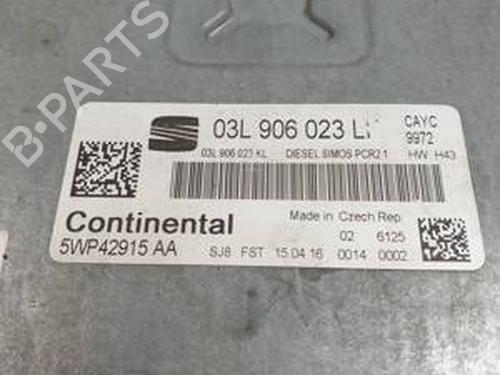 03L 906 023
CAYC
9972
03L 906 023 KL DIESEL SIMOS PCR2.1 HW: H43
Continental
5WP42915 AA
Made in Czech Rep.
02 6125
SJ8 FST 15.04.16 0014 0002
B-PARTS